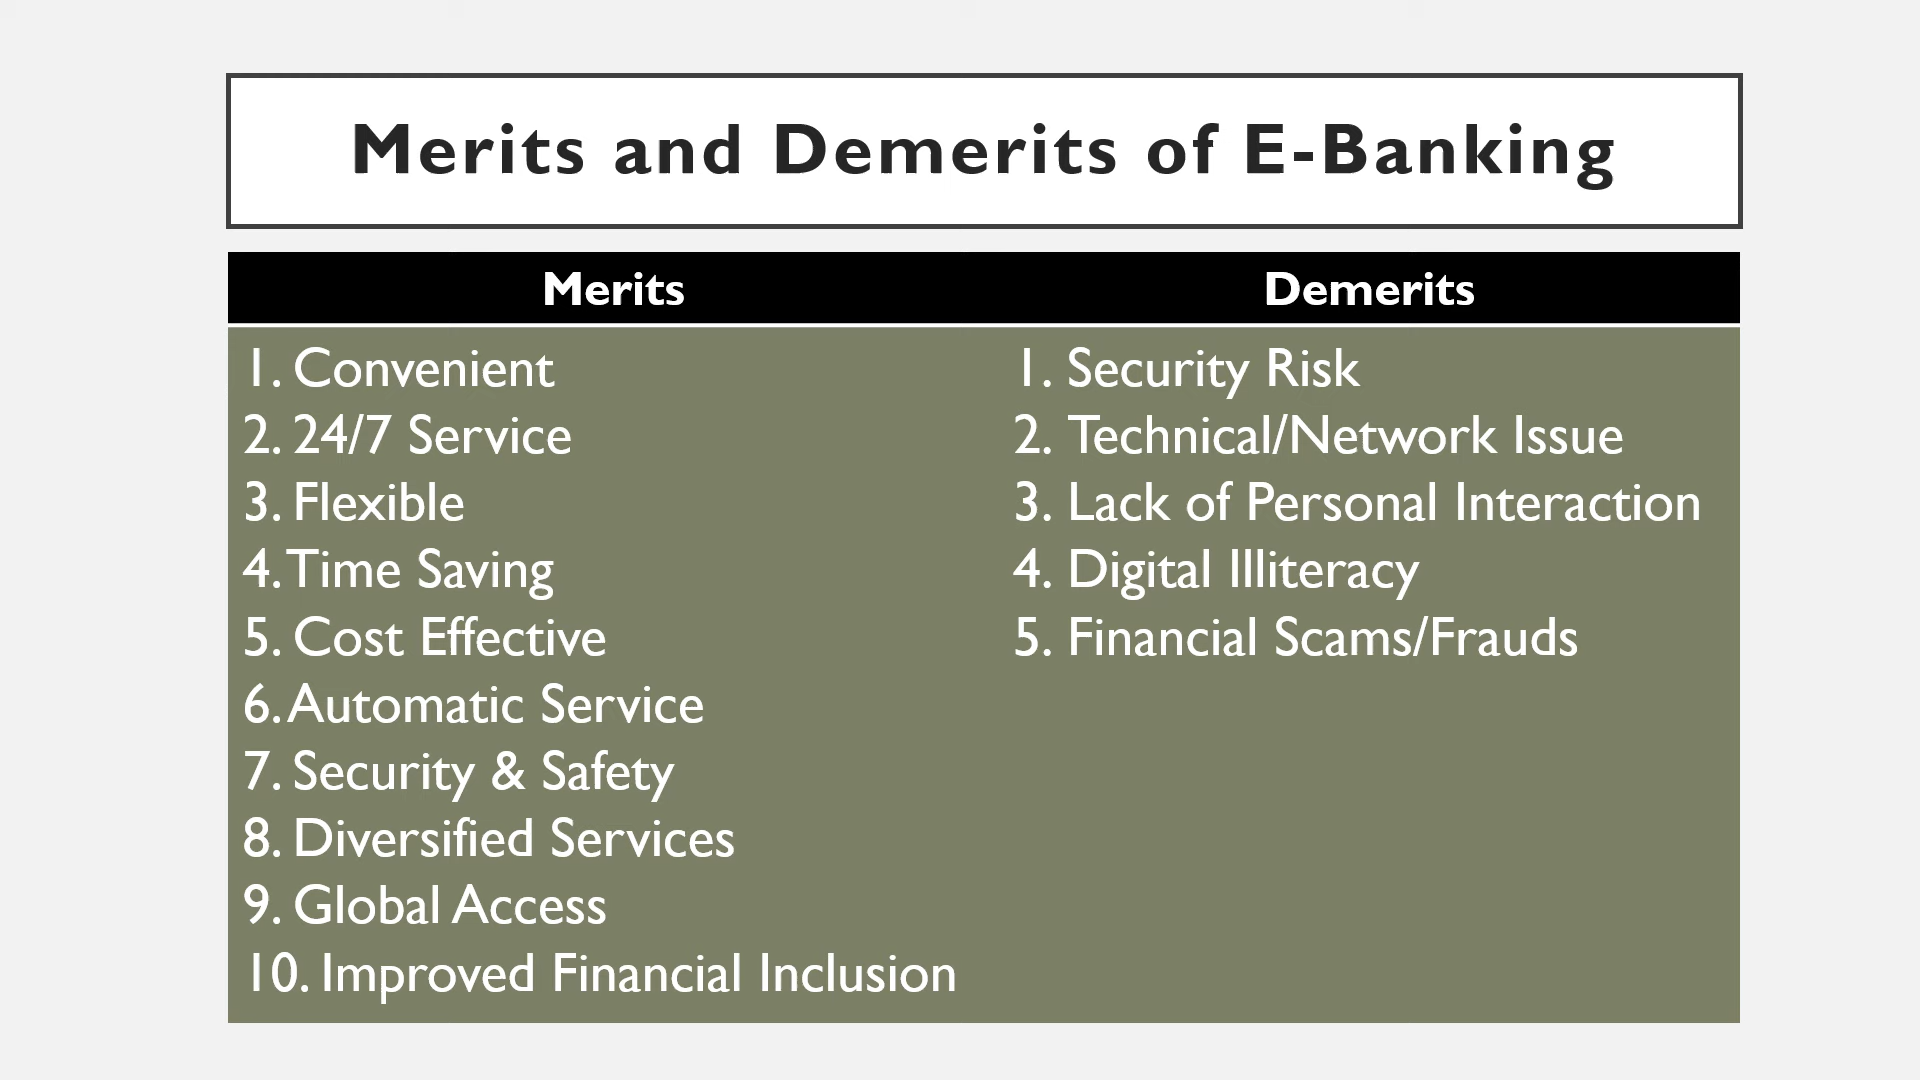 Merits and Demerits of E-Banking
Merits
Demerits
1. Convenient
2. 24/7 Service
3. Flexible
4. Time Saving
5. Cost Effective
6. Automatic Service
7. Security & Safety
8. Diversified Services
9. Global Access
10. Improved Financial Inclusion
1. Security Risk
2. Technical/Network Issue
3. Lack of Personal Interaction
4. Digital Illiteracy
5. Financial Scams/Frauds